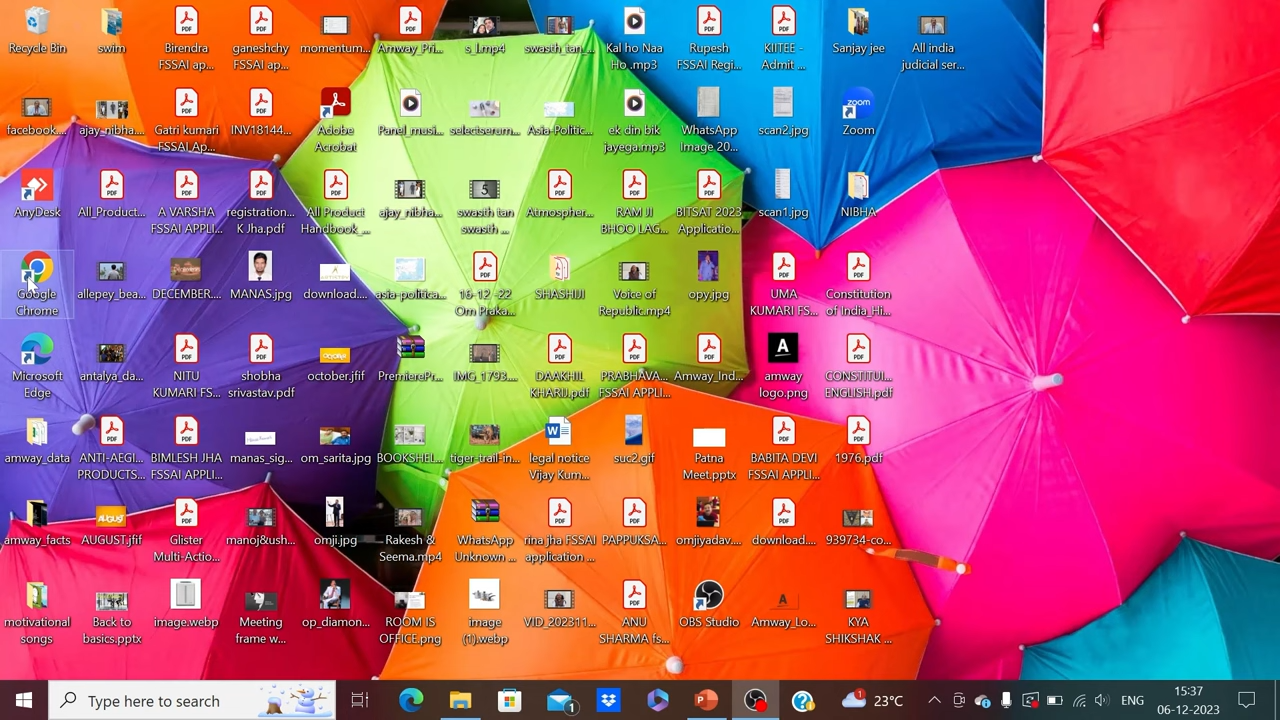 Recycle Bin
swim
Birendra
FSSAI ap...
ganeshchy
FSSAI ap...
momentum...
Amway_Pri...
s_l.mp4
swasth_tan_...
Kal ho Naa
Ho .mp3
Rupesh
FSSAI Regi...
KIITEE -
Admit ...
Sanjay jee
All india
judicial ser...
facebook....
ajay_nibha...
Gatri kumari
FSSAI Ap...
INV18144...
Adobe
Acrobat
Panel_musi...
selectserum...
Asia-Politic...
ek din bik
jayega.mp3
WhatsApp
Image 20...
scan2.jpg
zoom
Zoom
AnyDesk
All_Product...
A VARSHA
FSSAI APPLI...
registration...
K Jha.pdf
All Product
Handbook_...
ajay_nibha...
5
swasth tan
swasth ...
Atmospher...
RAM JI
BHOO LAG...
BITSAT 2023
Applicatio...
scan1.jpg
NIBHA
Google
Chrome
allepey_bea...
DECEMBER....
MANAS.jpg
download....
asia-politica...
16-12 -22
Om Praka...
SHASHIJI
Voice of
Republic.mp4
opy.jpg
UMA
KUMARI FS...
Constitution
of India_Hi...
Microsoft
Edge
antalya_da...
NITU
KUMARI FS...
shobha
srivastav.pdf
october.jfif
PremierePr...
IMG_1793....
DAAKHIL
KHARIJ.pdf
PRABHAVA...
FSSAI APPLI...
Amway_Ind...
A
amway
logo.png
CONSTITUI...
ENGLISH.pdf
amway_data
ANTI-AEGI...
PRODUCTS...
BIMLESH JHA
FSSAI APPLI...
manas_sig...
om_sarita.jpg
BOOKSHEL...
tiger-trail-in...
legal notice
Vijay Kum...
suc2.gif
Patna
Meet.pptx
BABITA DEVI
FSSAI APPLI...
1976.pdf
amway_facts
AUGUST
AUGUST.jfif
Glister
Multi-Actio...
manoj&ush...
omji.jpg
Rakesh &
Seema.mp4
WhatsApp
Unknown ...
rina jha FSSAI
application ...
PAPPUKSA...
omjiyadav....
download....
939734-co...
motivational
songs
Back to
basics.pptx
image.webp
Meeting
frame w...
op_diamon...
ROOM IS
OFFICE.png
image
(1).webp
VID_202311...
ANU
SHARMA fs...
OBS Studio
Amway_Lo...
KYA
SHIKSHAK ...
Type here to search
1
1
23°C
ENG
15:37
06-12-2023